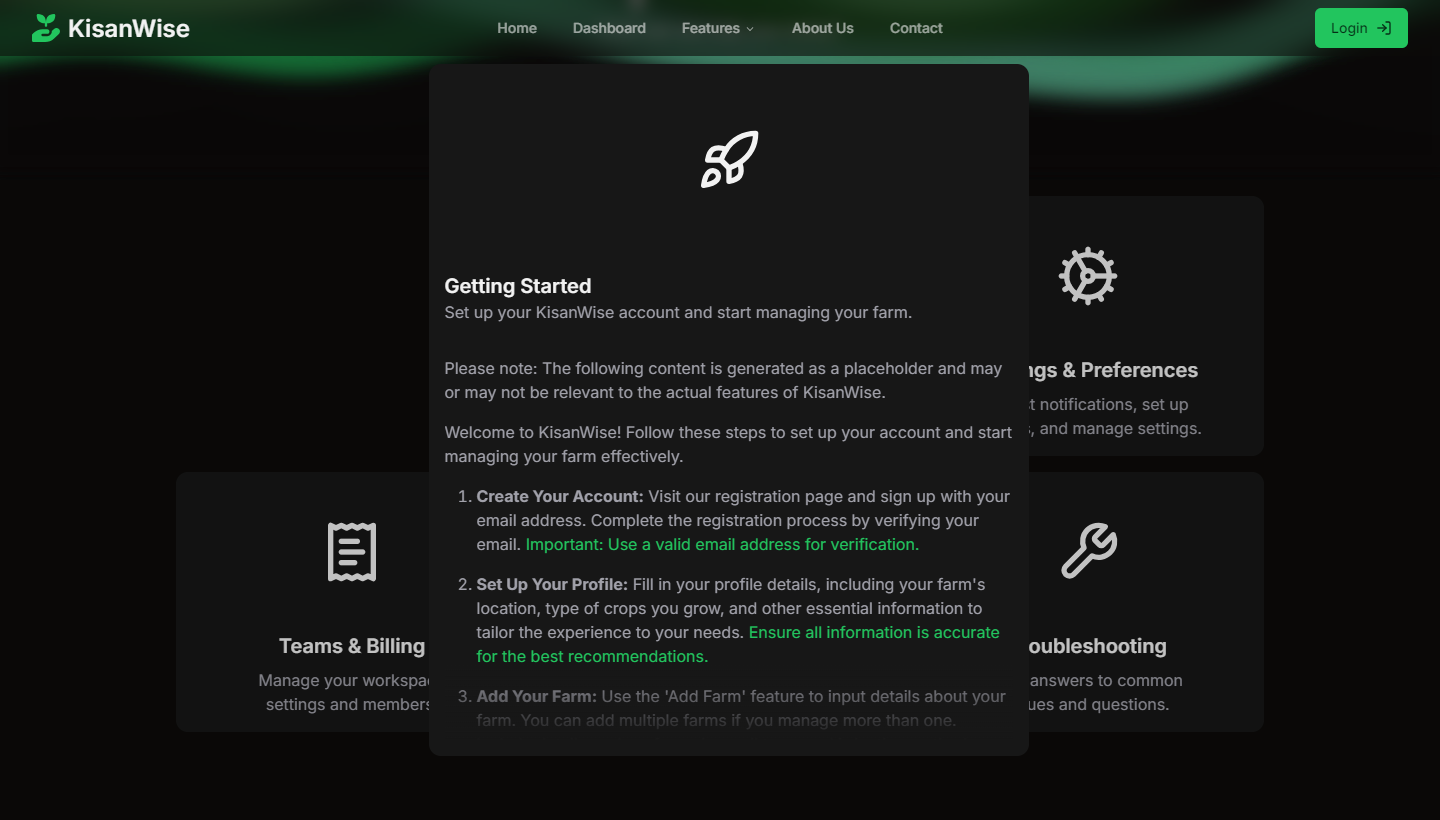 KisanWise
Home
Dashboard
Features
About Us
Contact
Login
Getting Started
Set up your KisanWise account and start managing your farm.
Please note: The following content is generated as a placeholder and may
or may not be relevant to the actual features of KisanWise.
Welcome to KisanWise! Follow these steps to set up your account and start
managing your farm effectively.
1. Create Your Account: Visit our registration page and sign up with your
email address. Complete the registration process by verifying your
email. Important: Use a valid email address for verification.
2. Set Up Your Profile: Fill in your profile details, including your farm's
location, type of crops you grow, and other essential information to
tailor the experience to your needs. Ensure all information is accurate
for the best recommendations.
3. Add Your Farm: Use the 'Add Farm' feature to input details about your
farm. You can add multiple farms if you manage more than one.
& Preferences
notifications, set up
and manage settings.
Teams & Billing
Manage your
settings and members
answers to common
and questions.